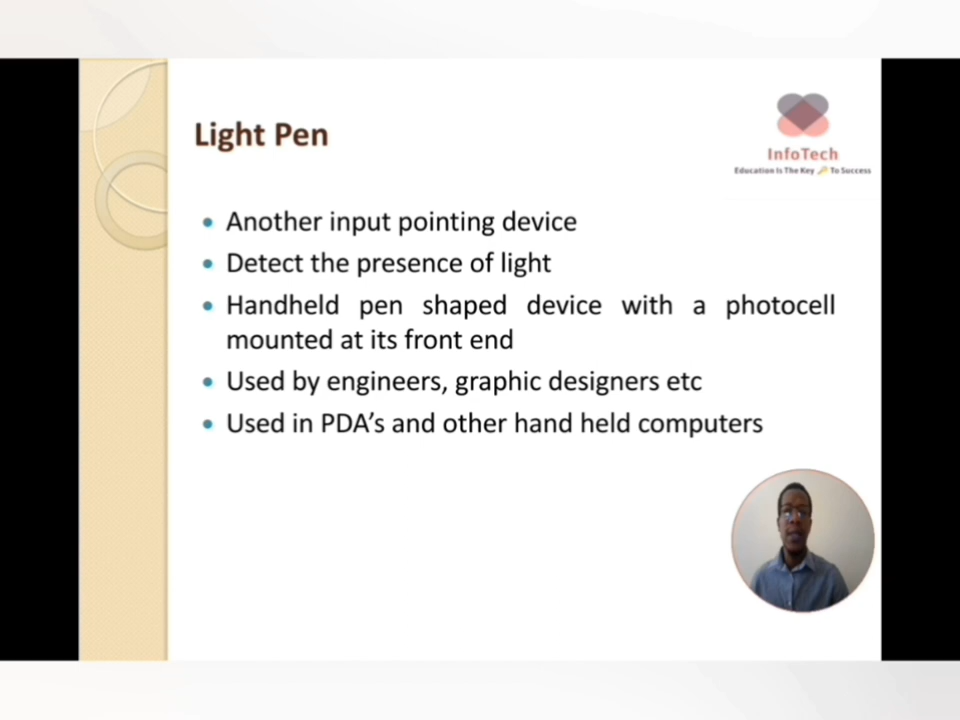 Light Pen
InfoTech
Education Is The Key To Success
Another input pointing device
Detect the presence of light
Handheld pen shaped device with a photocell
mounted at its front end
Used by engineers, graphic designers etc
Used in PDA’s and other hand held computers